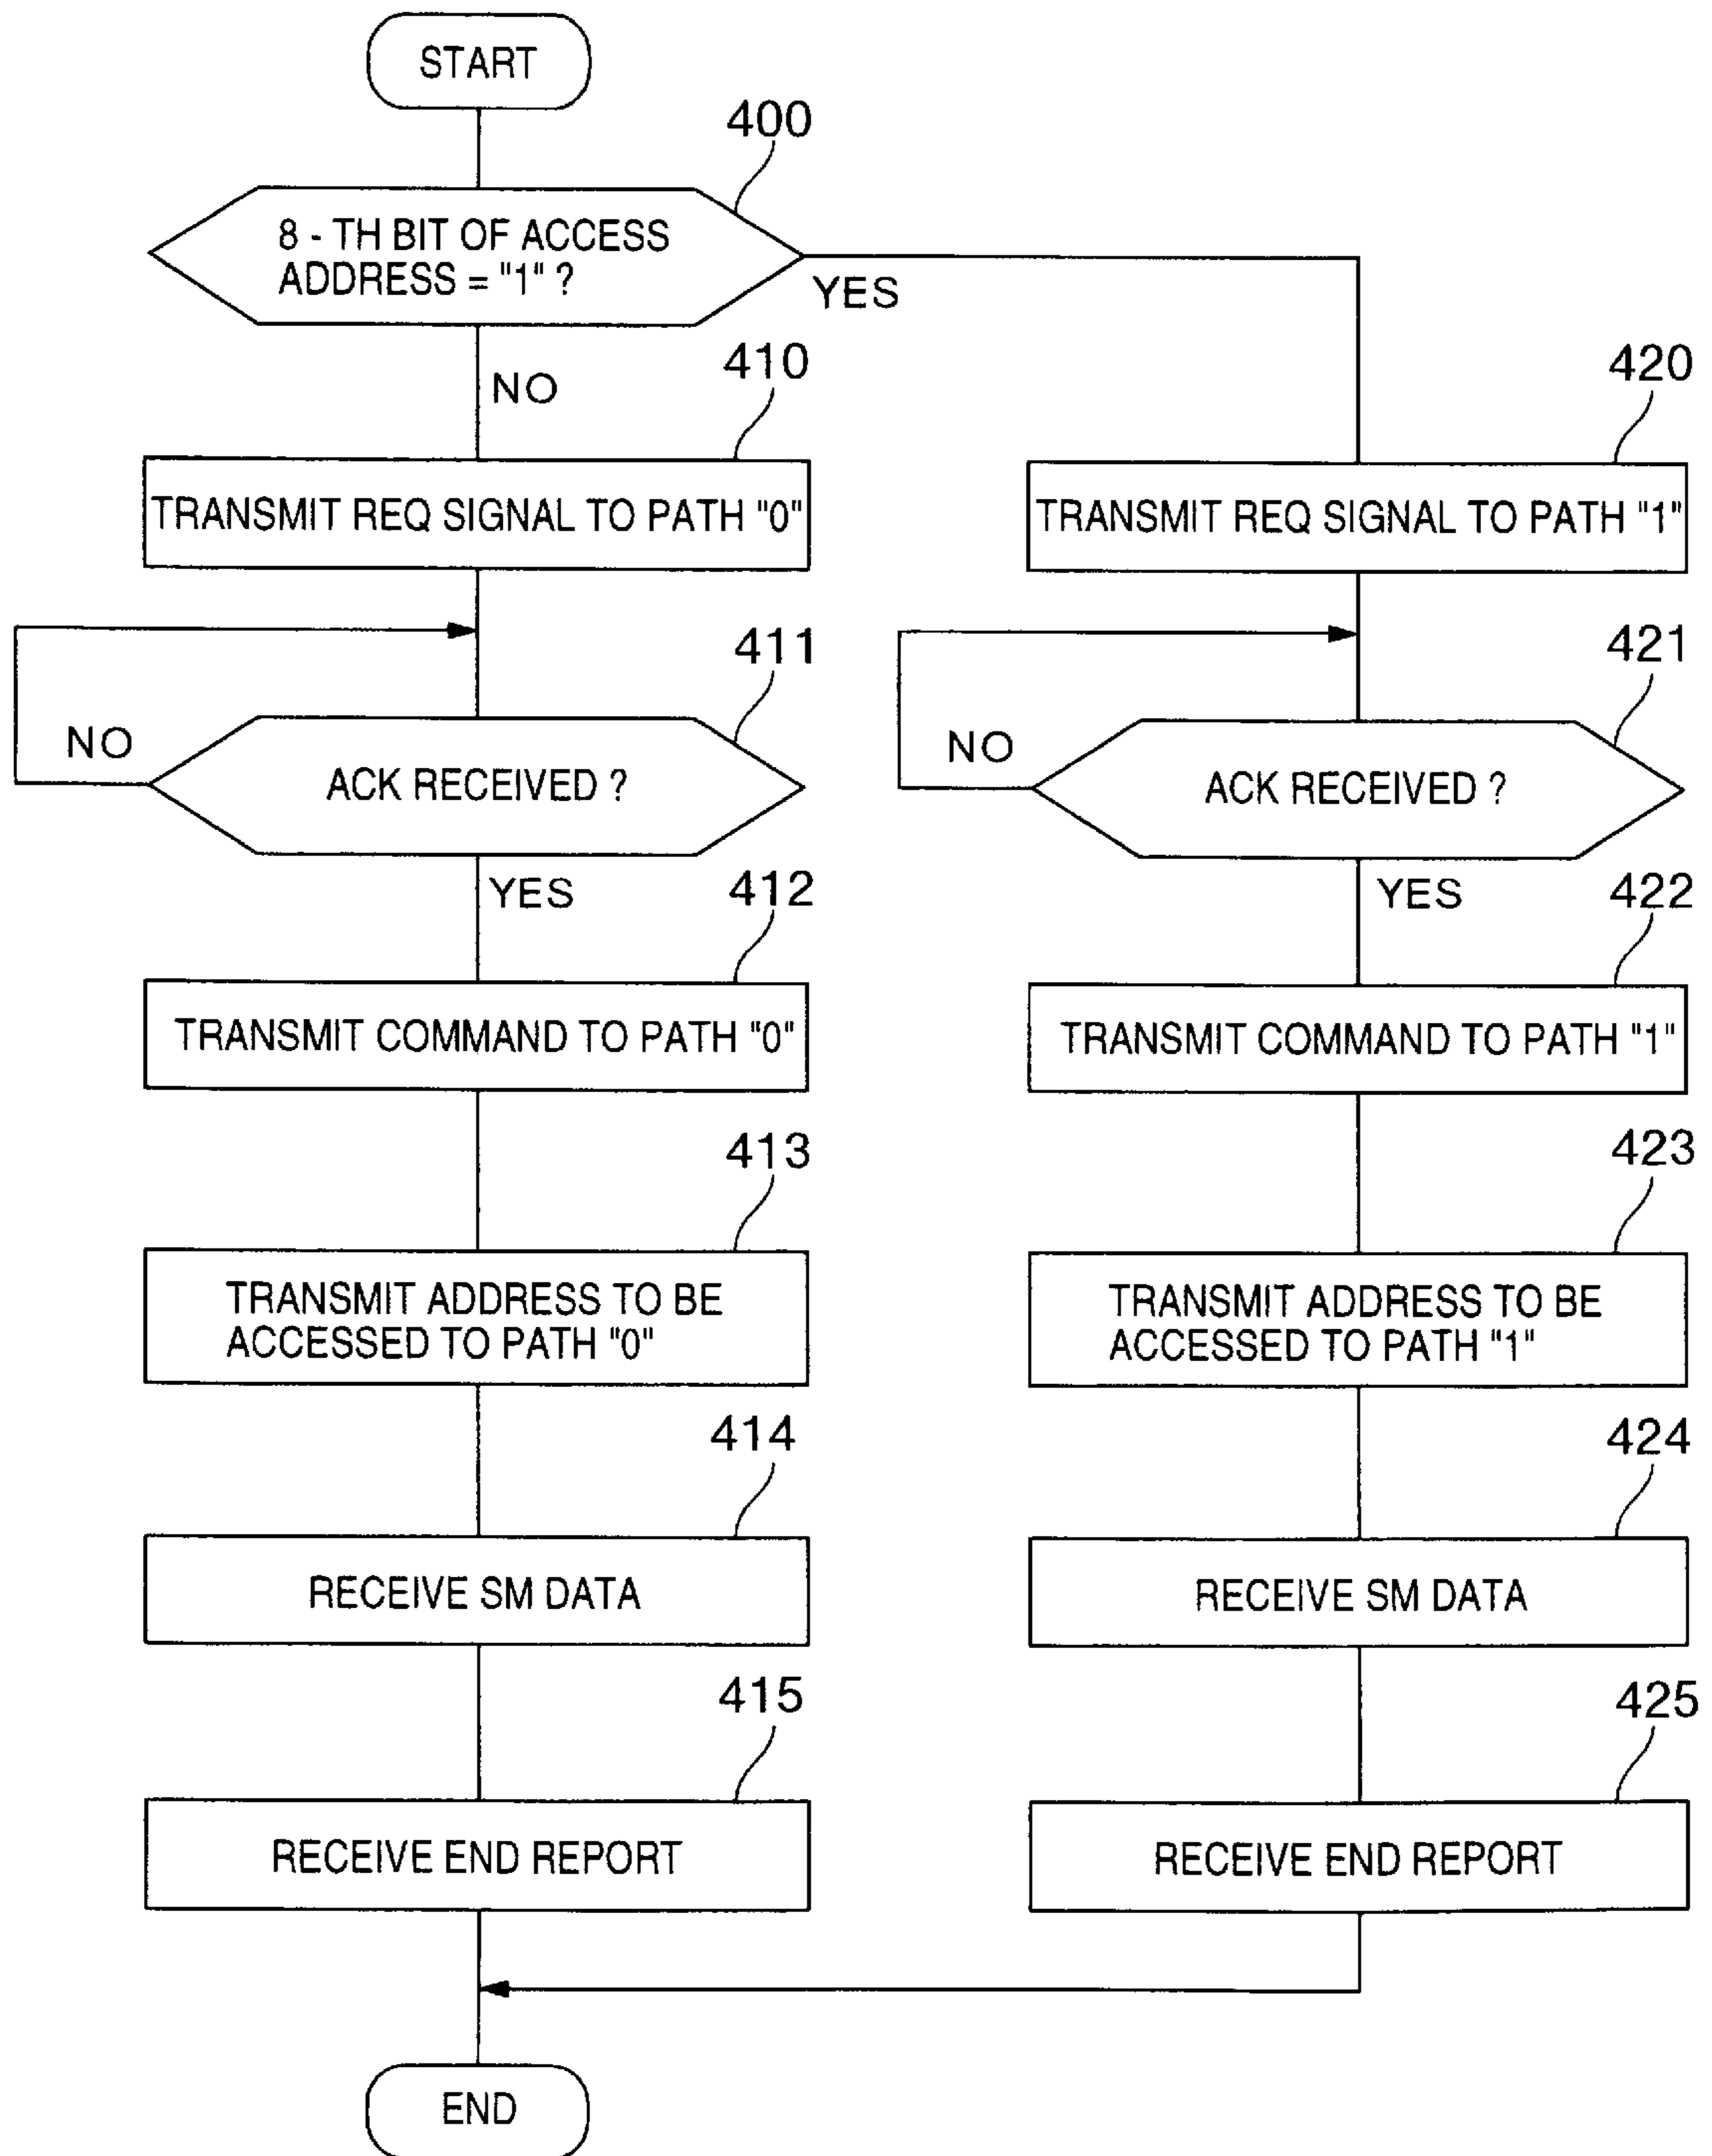 START
400
8 - TH BIT OF ACCESS
ADDRESS = "1" ?
YES
NO
410
420
TRANSMIT REQ SIGNAL TO PATH "0"
TRANSMIT REQ SIGNAL TO PATH "1"
411
421
NO
ACK RECEIVED ?
NO
ACK RECEIVED ?
YES
412
YES
422
TRANSMIT COMMAND TO PATH "0"
TRANSMIT COMMAND TO PATH "1"
413
423
TRANSMIT ADDRESS TO BE
ACCESSED TO PATH "0"
TRANSMIT ADDRESS TO BE
ACCESSED TO PATH "1"
414
424
RECEIVE SM DATA
RECEIVE SM DATA
415
425
RECEIVE END REPORT
RECEIVE END REPORT
END